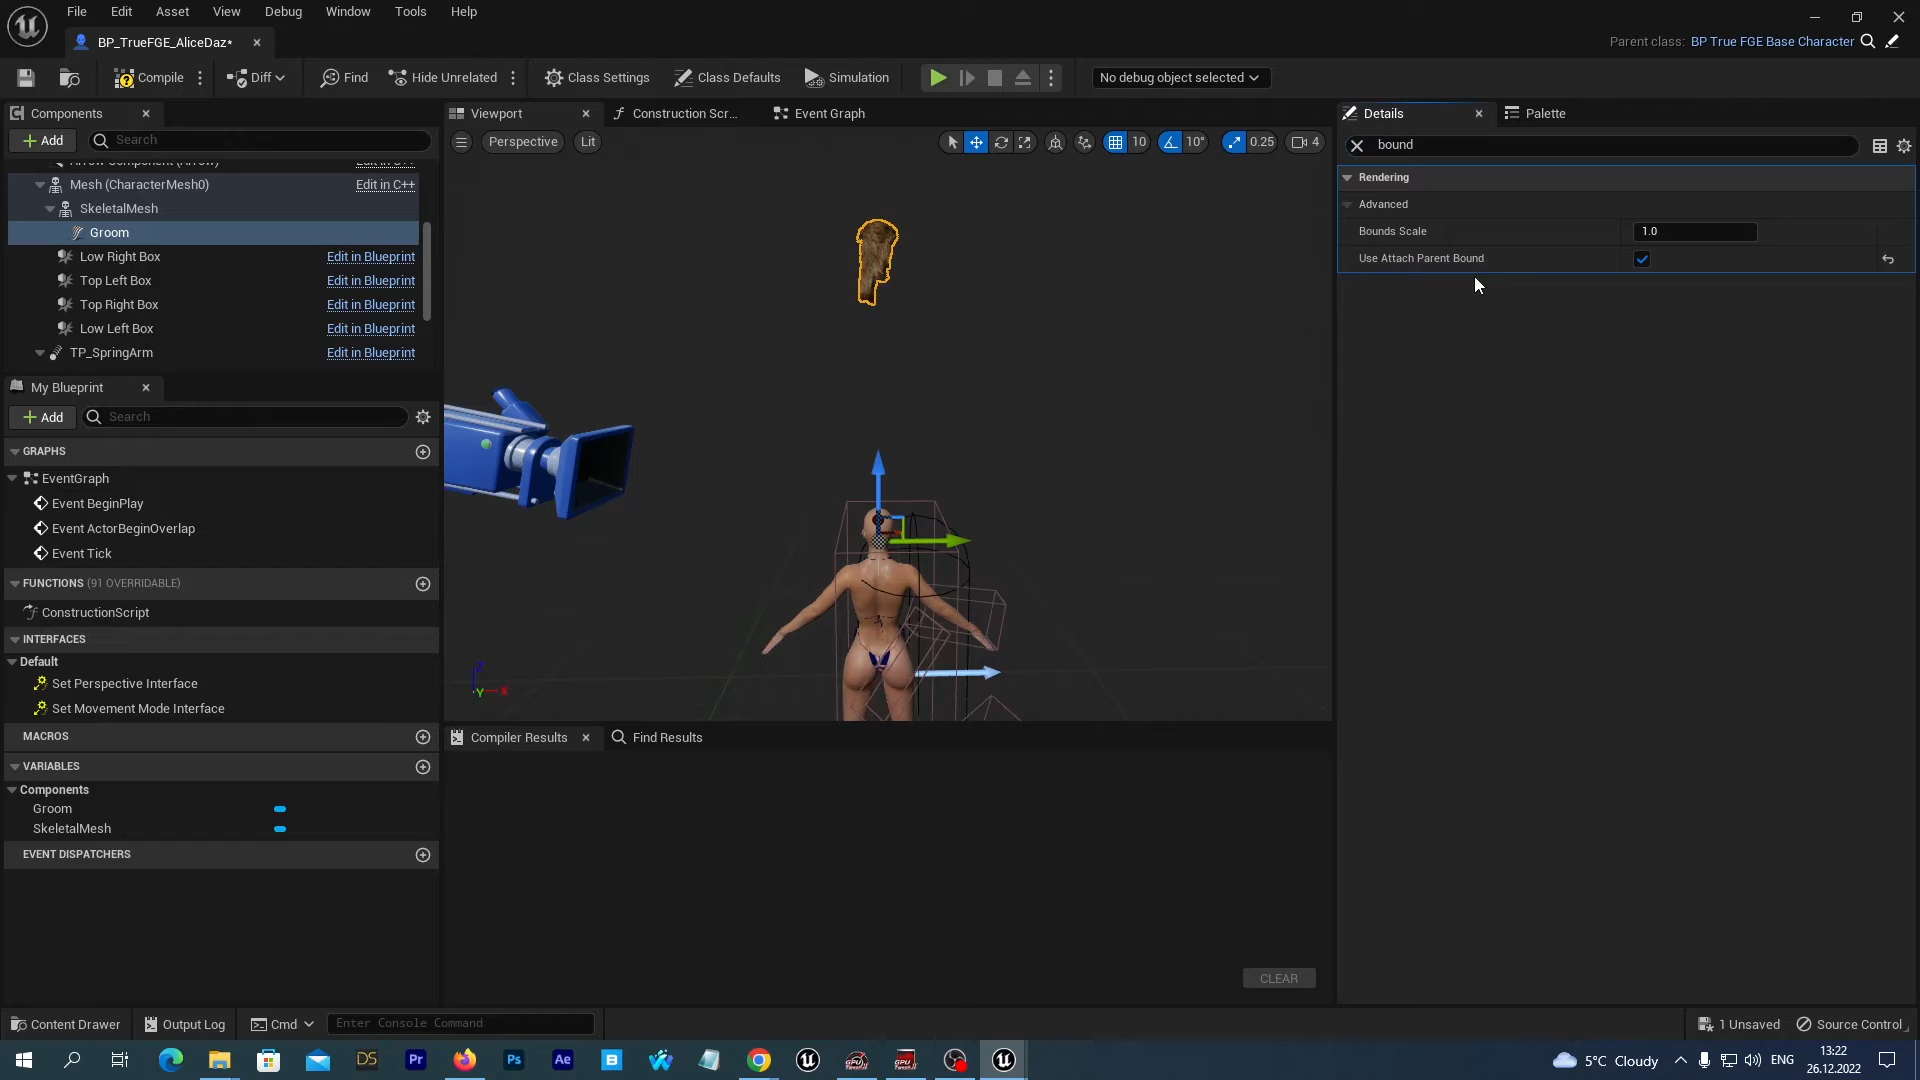 File Edit Asset View Debug Window Tools Help
BP_TrueFGE_AliceDaz*
Parent class: BP True FGE Base Character
Compile Diff Find Hide Unrelated Class Settings Class Defaults Simulation No debug object selected
Components
Add Search
Arrow Component (Arrow) Edit in C++
Mesh (CharacterMesh0) Edit in C++
SkeletalMesh
Groom
Low Right Box Edit in Blueprint
Top Left Box Edit in Blueprint
Top Right Box Edit in Blueprint
Low Left Box Edit in Blueprint
TP_SpringArm Edit in Blueprint
My Blueprint
Add Search
GRAPHS
EventGraph
Event BeginPlay
Event ActorBeginOverlap
Event Tick
FUNCTIONS (91 OVERRIDABLE)
ConstructionScript
INTERFACES
Default
Set Perspective Interface
Set Movement Mode Interface
MACROS
VARIABLES
Components
Groom
SkeletalMesh
EVENT DISPATCHERS
Viewport Construction Scr... Event Graph
Perspective Lit 10 10° 0.25 4
Z
Y X
Compiler Results Find Results
CLEAR
Details Palette
bound
Rendering
Advanced
Bounds Scale 1.0
Use Attach Parent Bound
Content Drawer Output Log Cmd Enter Console Command 1 Unsaved Source Control
DS Pr Ps Ae B
5°C Cloudy ENG 13:22
26.12.2022